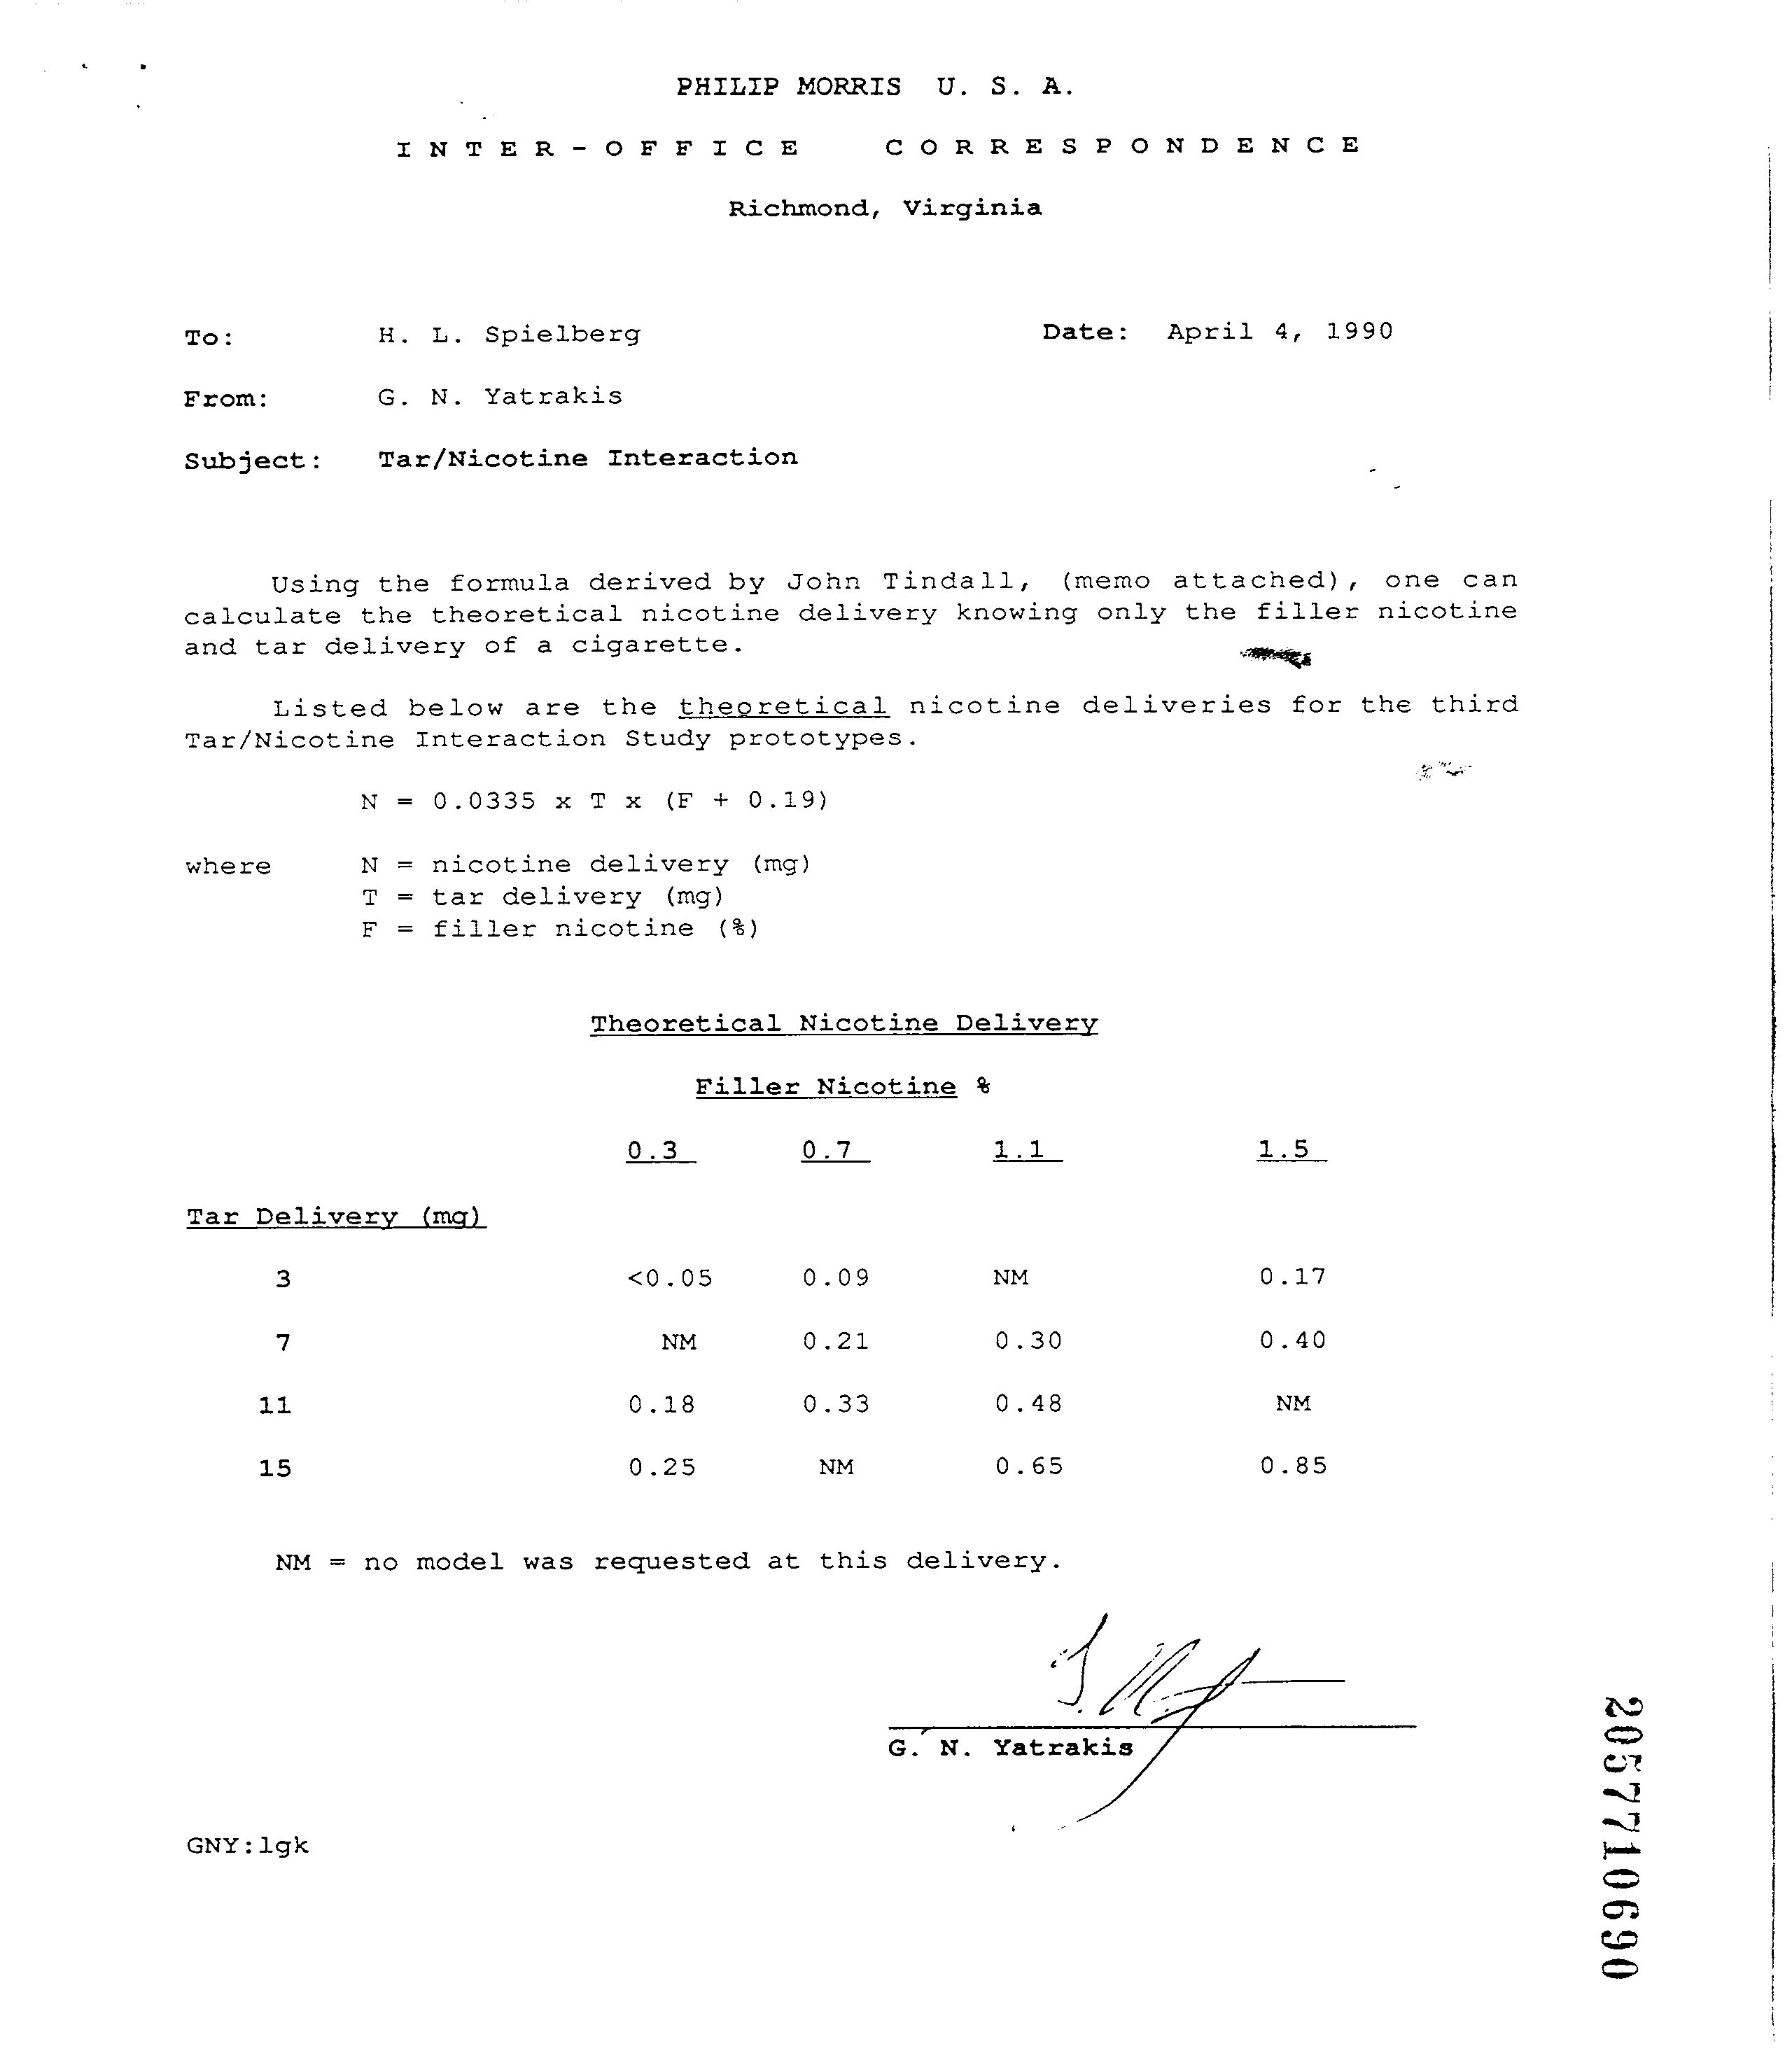 PHILIP MORRIS U. S. A.
INTER-OFFICE CORRESPONDENCE
Richmond, Virginia
To: H. L. Spielberg Date: April 4, 1990
From: G. N. Yatrakis
Subject: Tar/Nicotine Interaction
Using the formula derived by John Tindall, (memo attached), one can
calculate the theoretical nicotine delivery knowing only the filler nicotine
and tar delivery of a cigarette.
Listed below are the theoretical nicotine deliveries for the third
Tar/Nicotine Interaction Study prototypes.
N = 0.0335 x T x (F + 0.19)
where N = nicotine delivery (mg)
T = tar delivery (mg)
F = filler nicotine (%)
Theoretical Nicotine Delivery
Filler Nicotine %
0.3 0.7 1.1 1.5
Tar Delivery (mg)
3 <0.05 0.09 NM 0.17
7 NM 0.21 0.30 0.40
11 0.18 0.33 0.48 NM
15 0.25 NM 0.65 0.85
NM = no model was requested at this delivery.
G. N. Yatrakis
GNY:lgk
2057710690